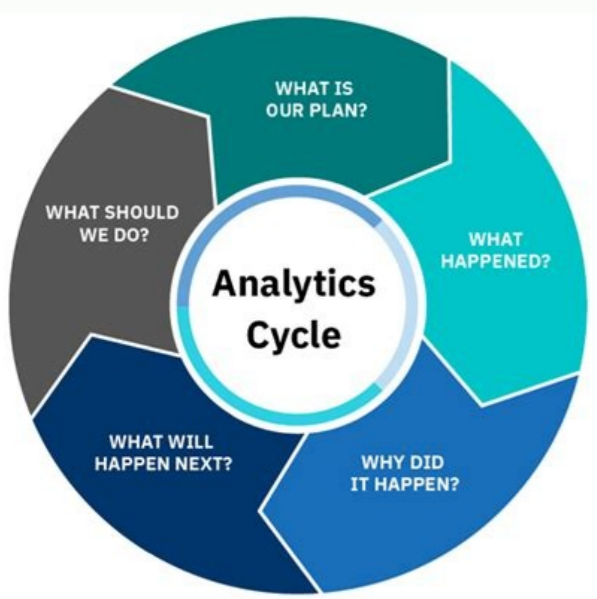 WHAT IS
OUR PLAN?
WHAT
HAPPENED?
WHY DID
IT HAPPEN?
WHAT WILL
HAPPEN NEXT?
WHAT SHOULD
WE DO?
Analytics
Cycle